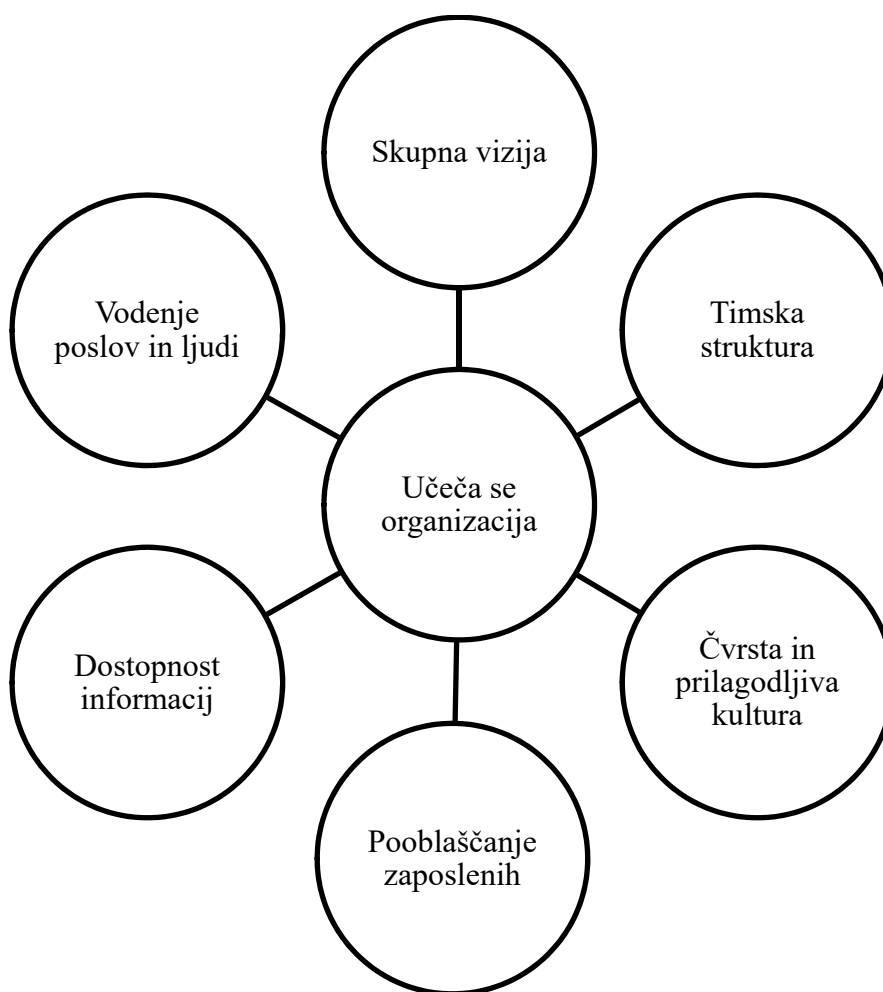 Skupna vizija
Vodenje
poslov in ljudi
Timska
struktura
Učeča se
organizacija
Dostopnost
informacij
Čvrsta in
prilagodljiva
kultura
Pooblaščanje
zaposlenih